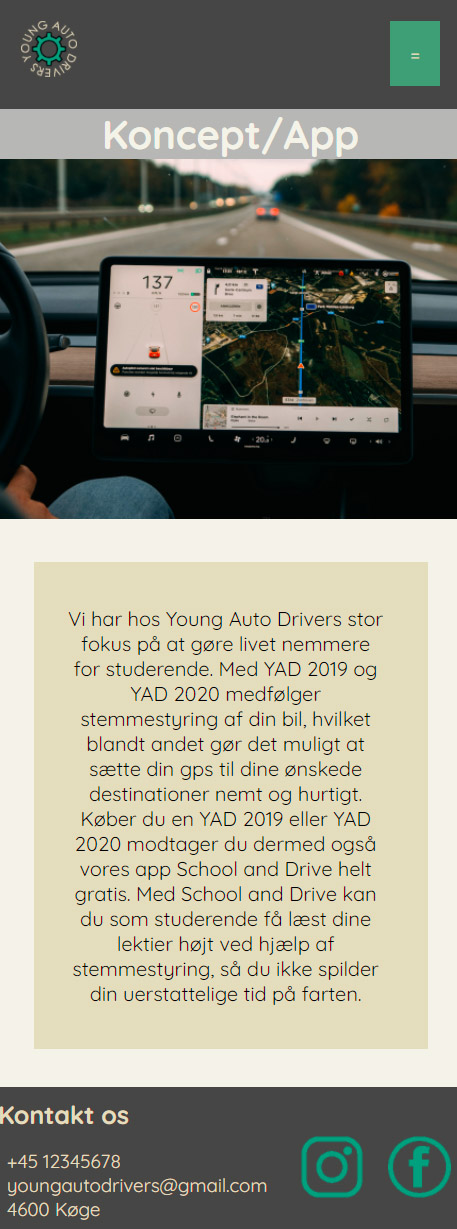 YOUNG AUTO DRIVERS
=
Koncept/App
137
20
Vi har hos Young Auto Drivers stor
fokus på at gøre livet nemmere
for studerende. Med YAD 2019 og
YAD 2020 medfølger
stemmestyring af din bil, hvilket
blandt andet gør det muligt at
sætte din gps til dine ønskede
destinationer nemt og hurtigt.
Køber du en YAD 2019 eller YAD
2020 modtager du dermed også
vores app School and Drive helt
gratis. Med School and Drive kan
du som studerende få læst dine
lektier højt ved hjælp af
stemmestyring, så du ikke spilder
din uerstattelige tid på farten.
Kontakt os
+45 12345678
youngautodrivers@gmail.com
4600 Køge